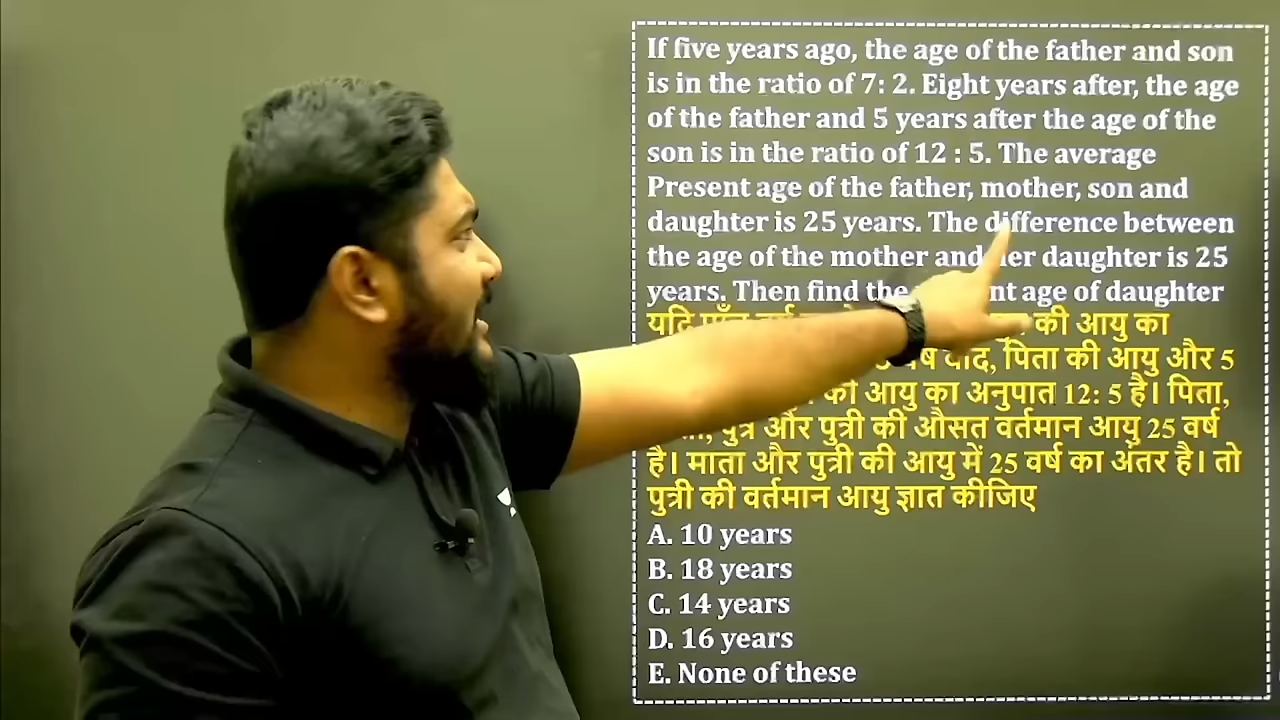 If five years ago, the age of the father and son
is in the ratio of 7: 2. Eight years after, the age
of the father and 5 years after the age of the
son is in the ratio of 12 : 5. The average
Present age of the father, mother, son and
daughter is 25 years. The difference between
the age of the mother and her daughter is 25
years. Then find the age of daughter
यदि की आयु का
बाद, पिता की आयु और 5
की आयु का अनुपात 12: 5 है। पिता,
पुत्र और पुत्री की औसत वर्तमान आयु 25 वर्ष
है। माता और पुत्री की आयु में 25 वर्ष का अंतर है। तो
पुत्री की वर्तमान आयु ज्ञात कीजिए
A. 10 years
B. 18 years
C. 14 years
D. 16 years
E. None of these